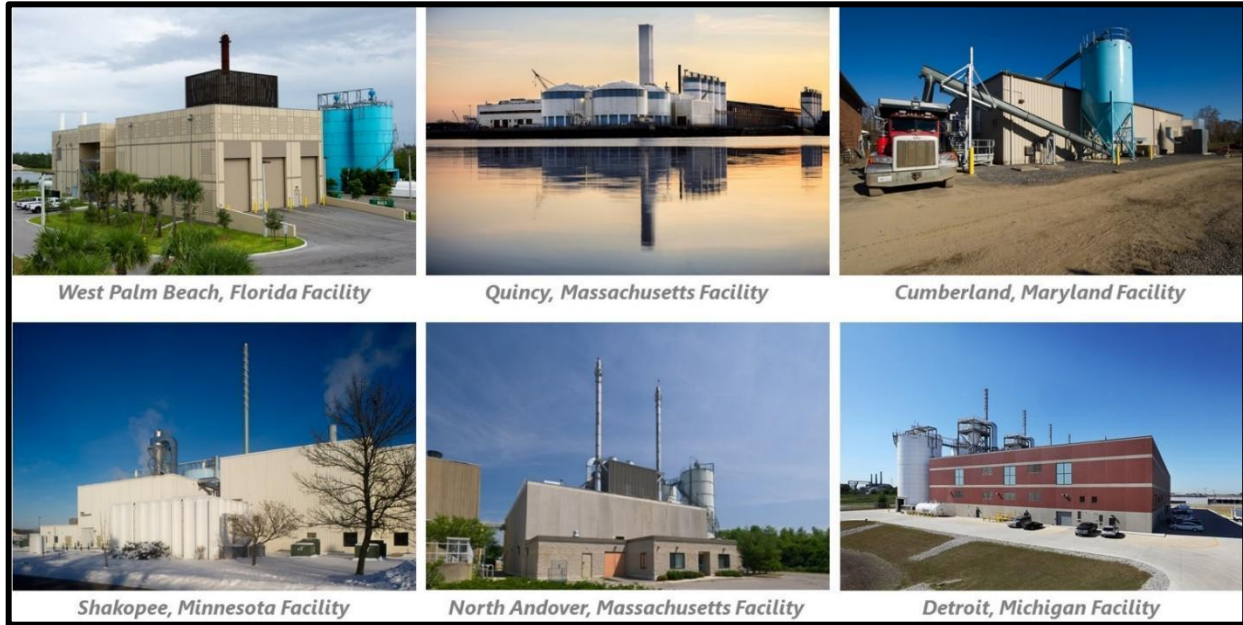 West Palm Beach, Florida Facility
Quincy, Massachusetts Facility
Cumberland, Maryland Facility
Shakopee, Minnesota Facility
North Andover, Massachusetts Facility
Detroit, Michigan Facility